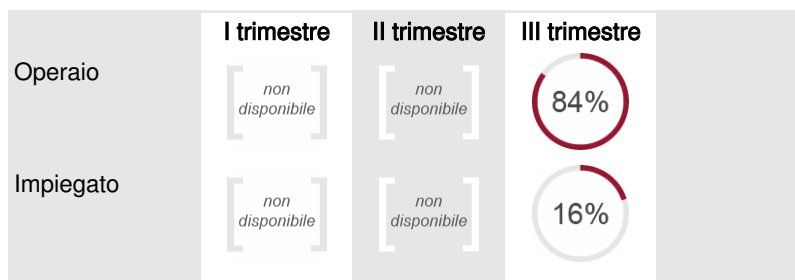 I trimestre II trimestre III trimestre
Operaio
non disponibile
non disponibile
84%
Impiegato
non disponibile
non disponibile
16%